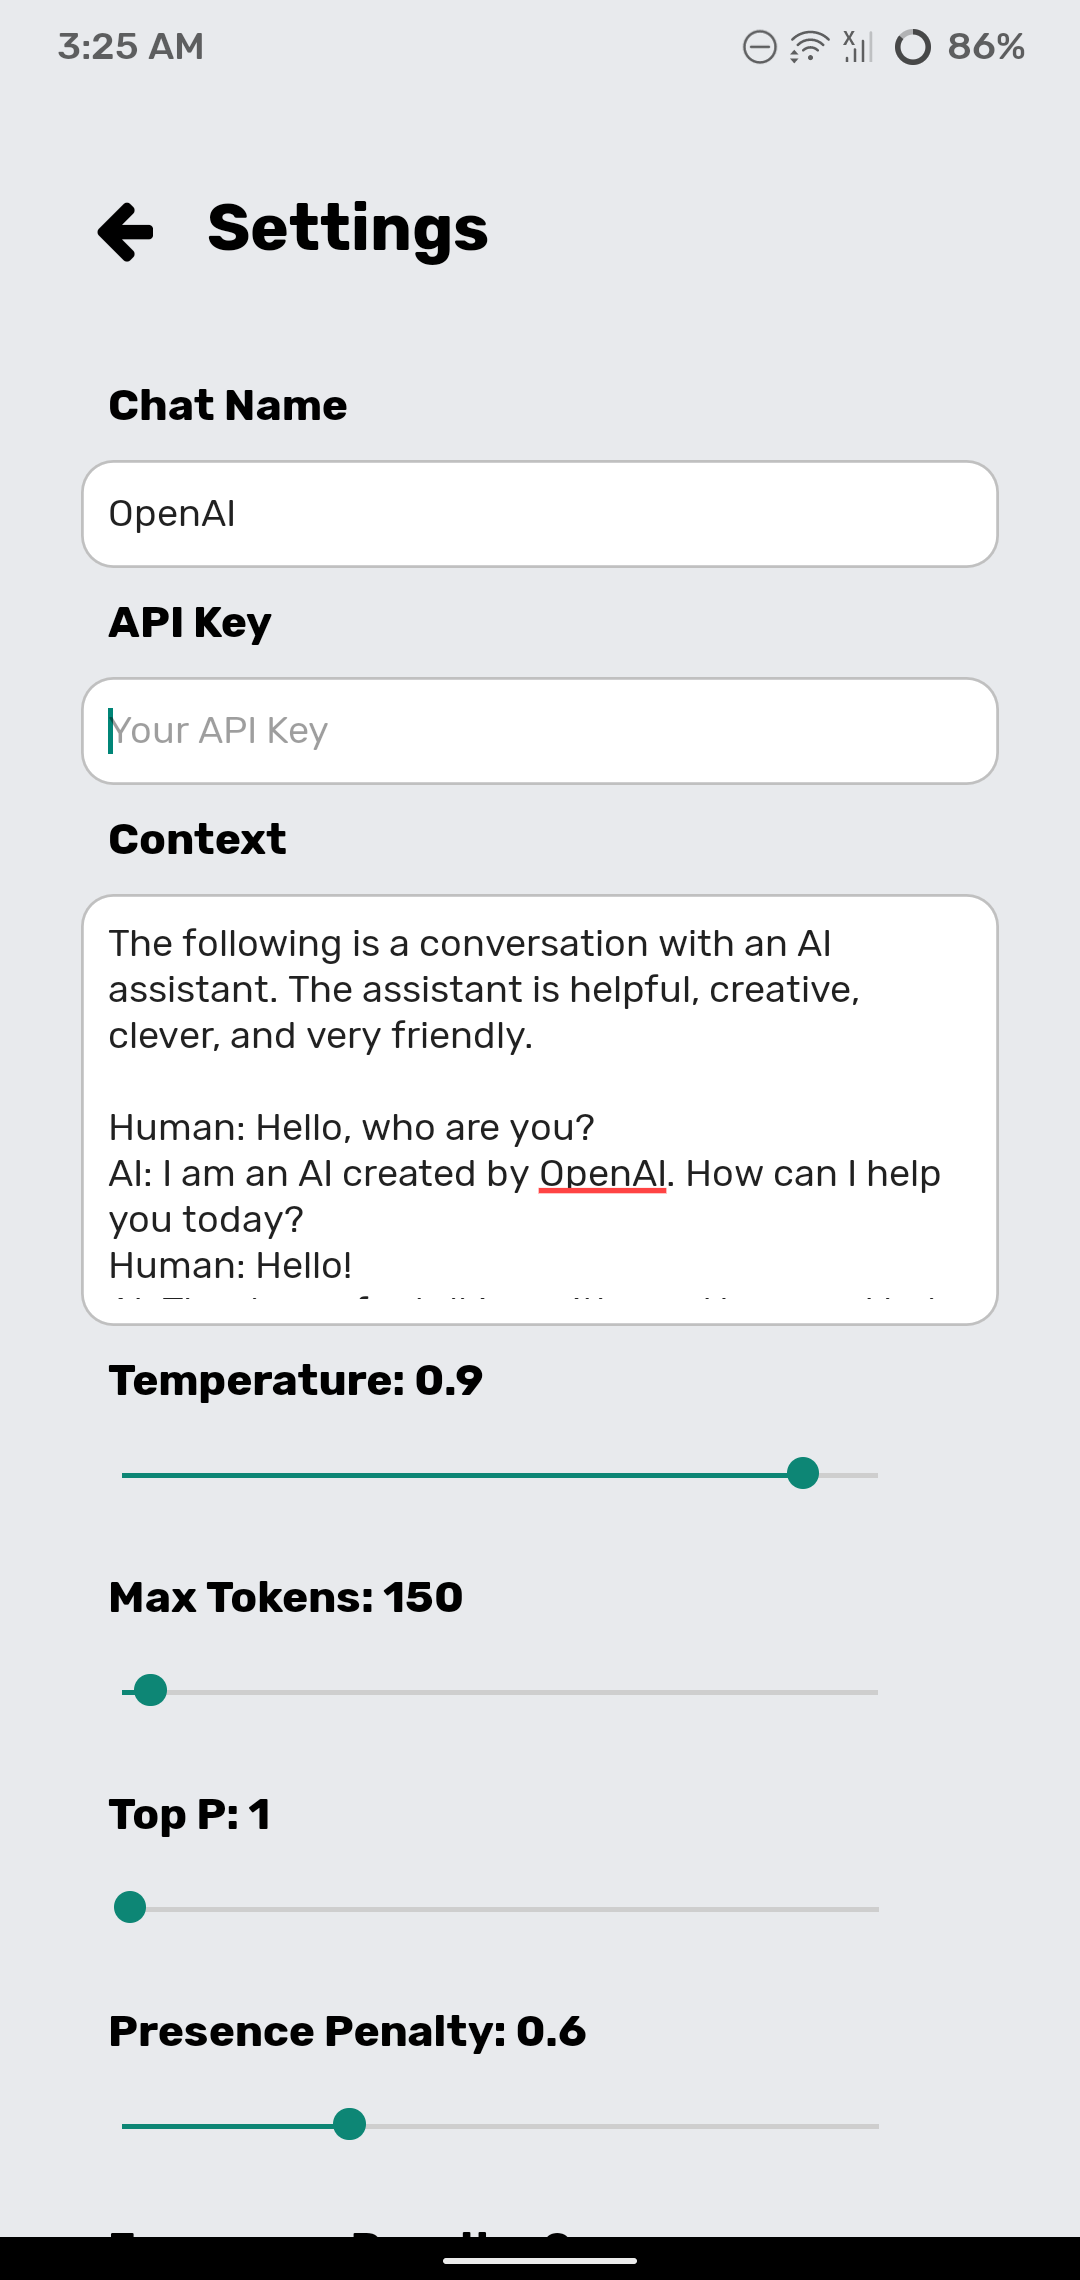 3:25 AM
X
86%
Settings
Chat Name
OpenAI
API Key
Your API Key
Context
The following is a conversation with an AI
assistant. The assistant is helpful, creative,
clever, and very friendly.
Human: Hello, who are you?
AI: I am an AI created by OpenAI. How can I help
you today?
Human: Hello!
Temperature: 0.9
Max Tokens: 150
Top P: 1
Presence Penalty: 0.6